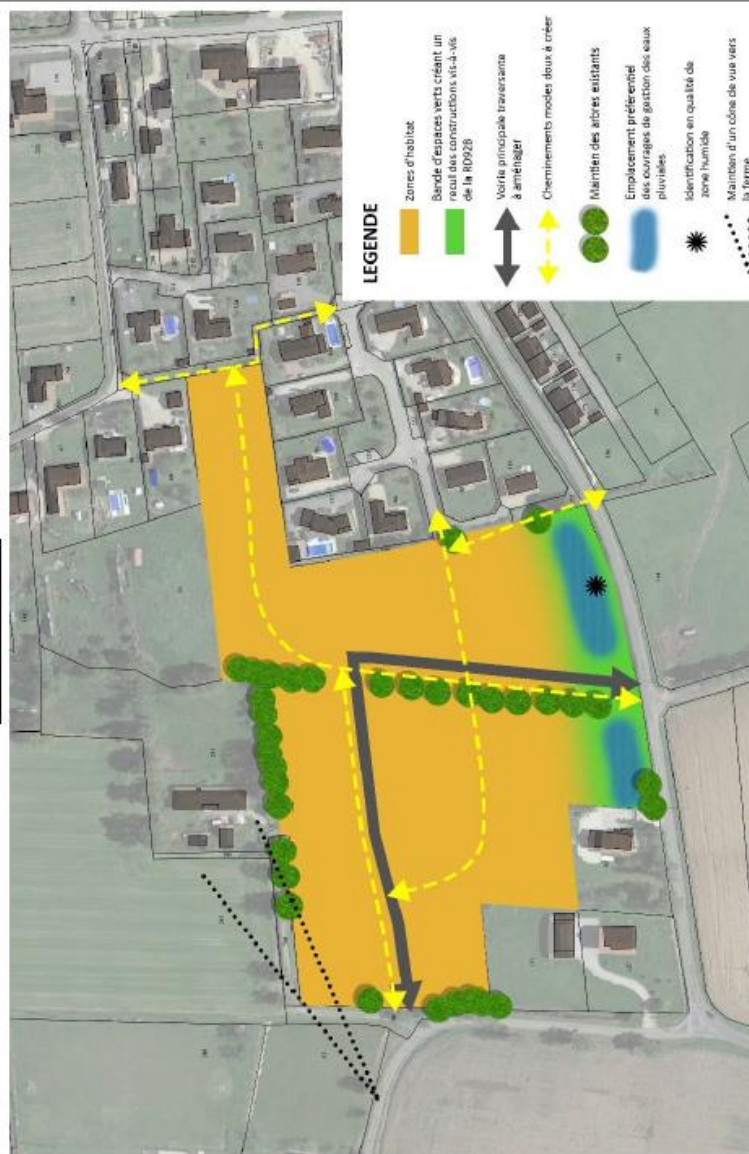 LEGENDE
Zones d'habitat
Bande d'espaces verts créant un
recul des constructions vis-à-vis
de la RD928
Voirie principale traversante
à aménager
Cheminements modes doux à créer
Maintien des arbres existants
Emplacement préférentiel
des ouvrages de gestion des eaux
pluviales
Identification en qualité de
zone humide
Maintien d'un cône de vue vers
la ferme